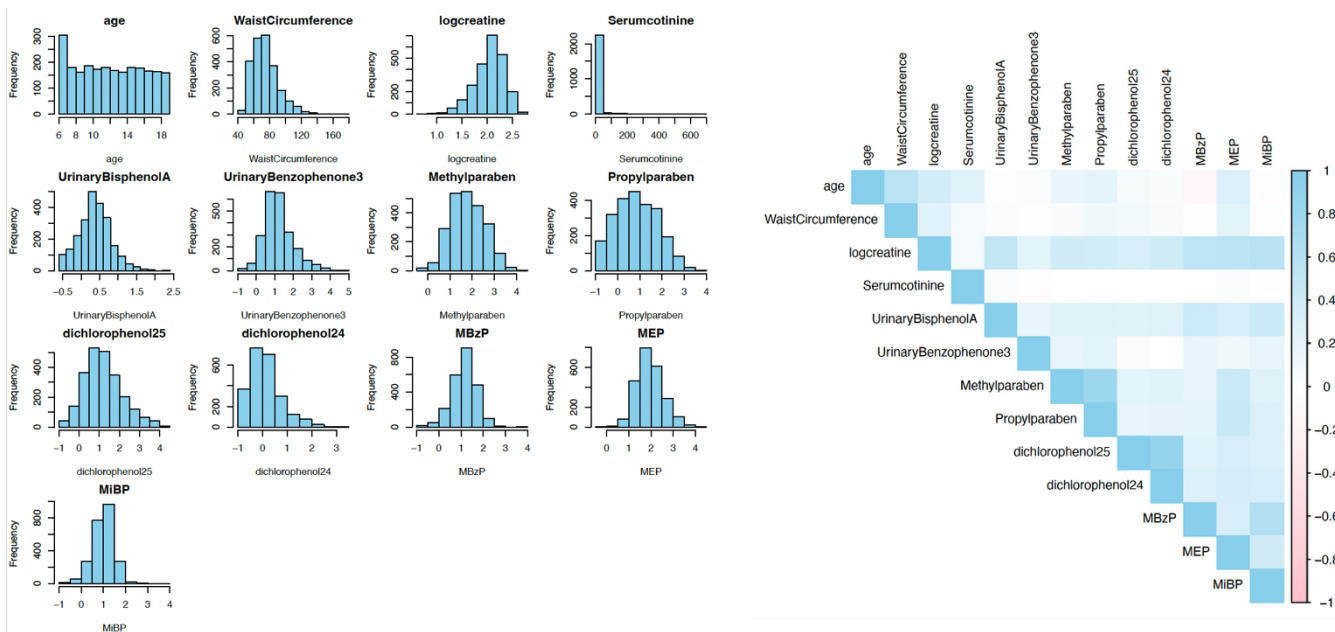 age
Frequency
0 50 150 200 300
6 8 10 14 18
age
WaistCircumference
Frequency
0 200 400 600
40 60 80 120 180
WaistCircumference
logcreatine
Frequency
0 200 400 600
1.0 1.5 2.0 2.5
logcreatine
Serumcotinine
Frequency
0 1000 2000
0 200 400 600
Serumcotinine
UrinaryBisphenolA
Frequency
0 200 400
−0.5 0.5 1.5 2.5
UrinaryBisphenolA
UrinaryBenzophenone3
Frequency
0 200 400 600
−1 0 1 2 3 4 5
UrinaryBenzophenone3
Methylparaben
Frequency
0 200 400
0 1 2 3 4
Methylparaben
Propylparaben
Frequency
0 200 400
−1 0 1 2 3 4
Propylparaben
dichlorophenol25
Frequency
0 200 400
−1 0 1 2 3 4
dichlorophenol25
dichlorophenol24
Frequency
0 200 600
−1 0 1 2 3
dichlorophenol24
MBzP
Frequency
0 400 800
−1 0 1 2 3 4
MBzP
MEP
Frequency
0 400 800
0 1 2 3 4
MEP
MiBP
Frequency
0 400 800
−1 0 1 2 3 4
MiBP
age
WaistCircumference
logcreatine
Serumcotinine
UrinaryBisphenolA
UrinaryBenzophenone3
Methylparaben
Propylparaben
dichlorophenol25
dichlorophenol24
MBzP
MEP
MiBP
age
WaistCircumference
logcreatine
Serumcotinine
UrinaryBisphenolA
UrinaryBenzophenone3
Methylparaben
Propylparaben
dichlorophenol25
dichlorophenol24
MBzP
MEP
MiBP
1
0.8
0.6
0.4
0.2
0
−0.2
−0.4
−0.6
−0.8
−1